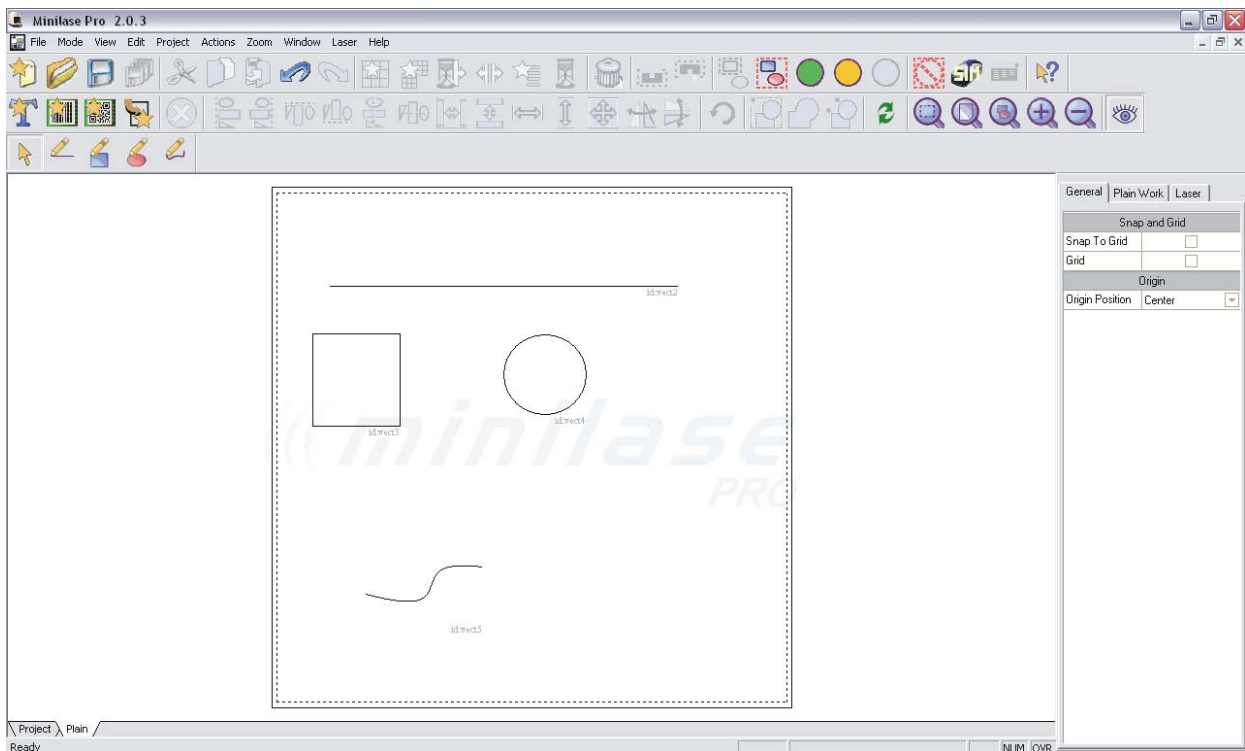 Minilase Pro 2.0.3
File Mode View Edit Project Actions Zoom Window Laser Help
General Plain Work Laser
Snap and Grid
Snap To Grid
Grid
Origin
Origin Position Center
id:vect2
id:vect3
id:vect4
minilase
PRO
id:vect5
Project Plain
Ready NUM OVR